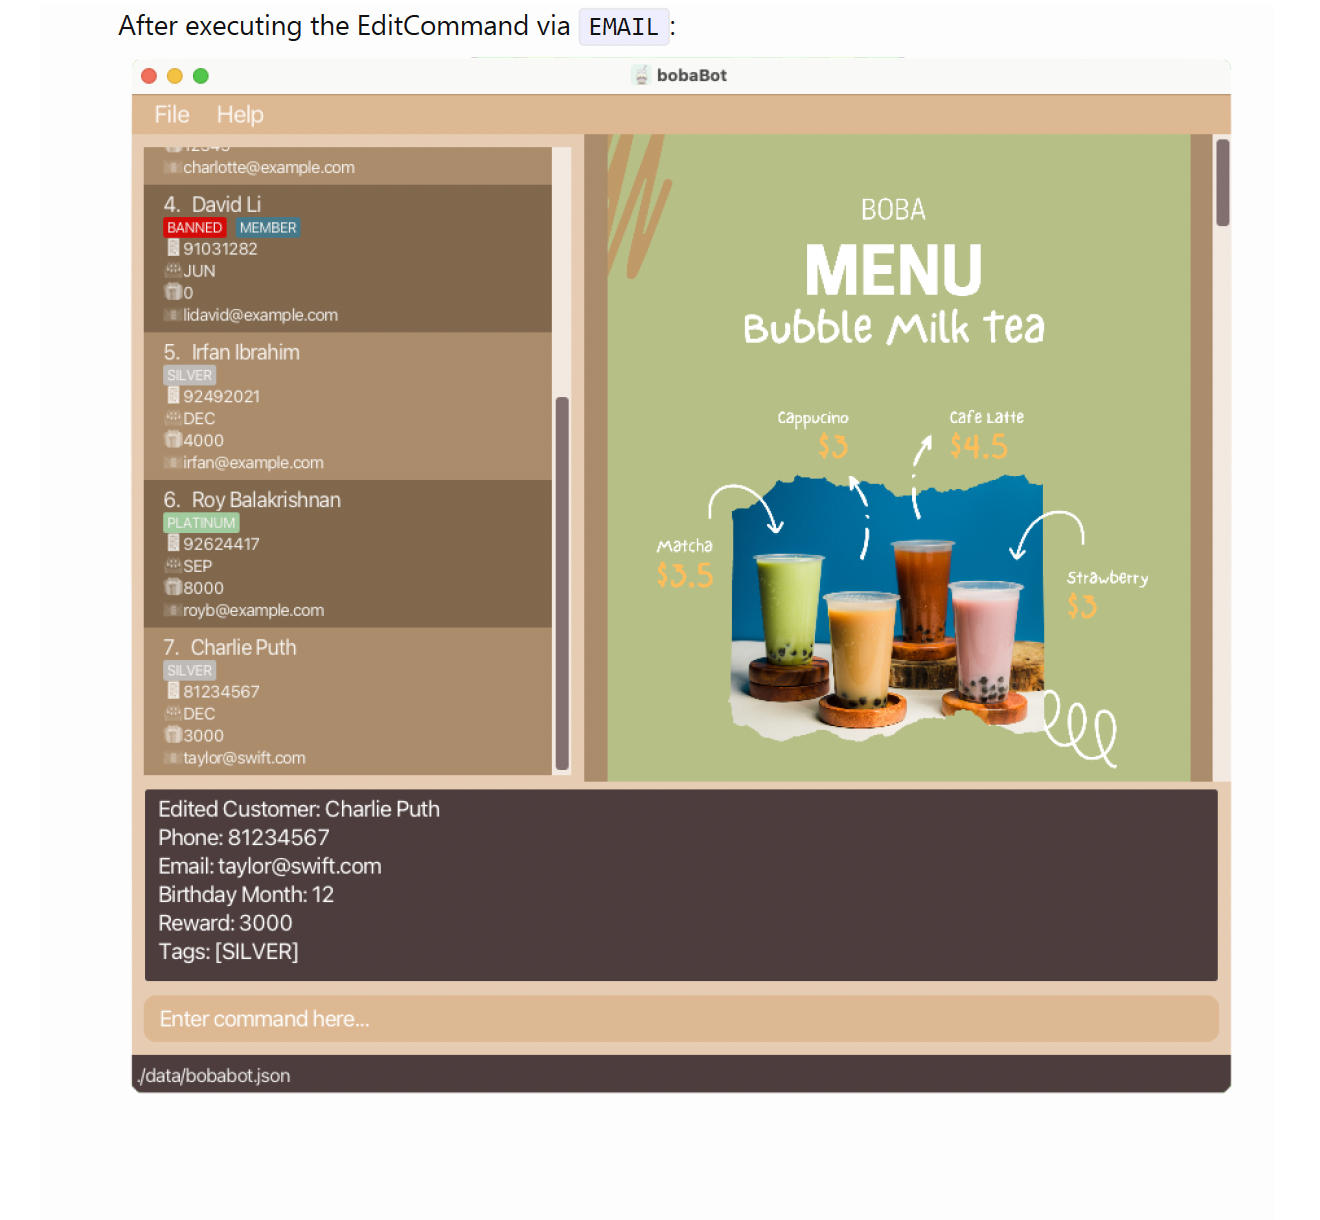 After executing the EditCommand via EMAIL:
bobaBot
File Help
12345
charlotte@example.com
4. David Li
BANNED MEMBER
91031282
JUN
0
lidavid@example.com
5. Irfan Ibrahim
SILVER
92492021
DEC
4000
irfan@example.com
6. Roy Balakrishnan
PLATINUM
92624417
SEP
8000
royb@example.com
7. Charlie Puth
SILVER
81234567
DEC
3000
taylor@swift.com
BOBA
MENU
Bubble Milk Tea
Cappucino
$3
Cafe Latte
$4.5
Matcha
$3.5
Strawberry
$3
Edited Customer: Charlie Puth
Phone: 81234567
Email: taylor@swift.com
Birthday Month: 12
Reward: 3000
Tags: [SILVER]
Enter command here...
./data/bobabot.json